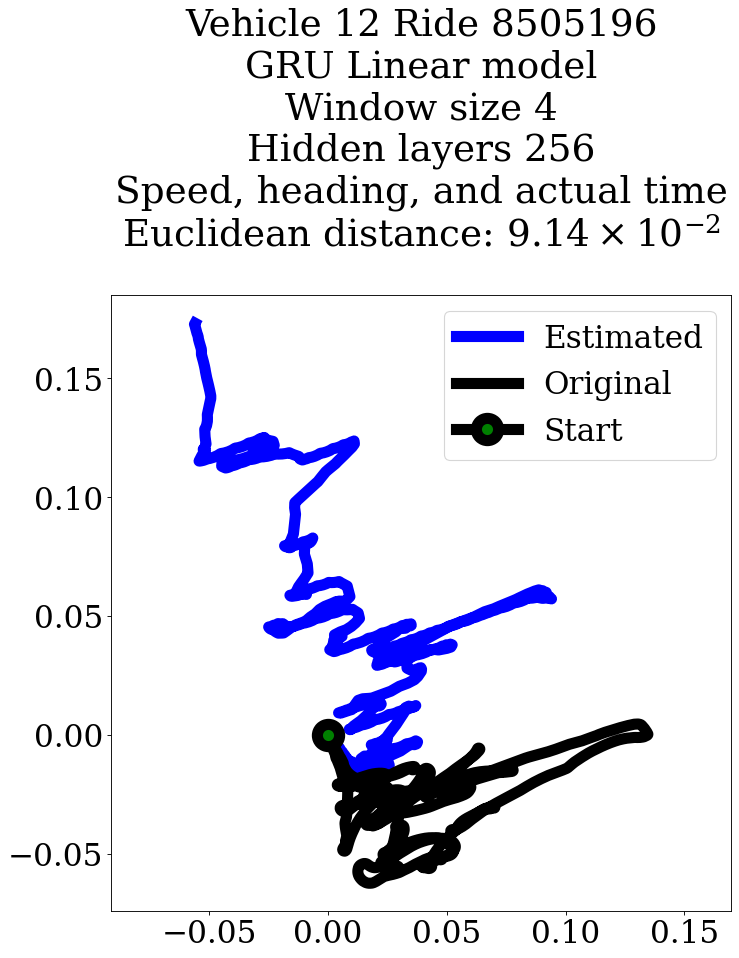 Vehicle 12 Ride 8505196
GRU Linear model
Window size 4
Hidden layers 256
Speed, heading, and actual time
Euclidean distance: 9.14 × 10⁻²
Estimated
Original
Start
0.15
0.10
0.05
0.00
−0.05
−0.05 0.00 0.05 0.10 0.15